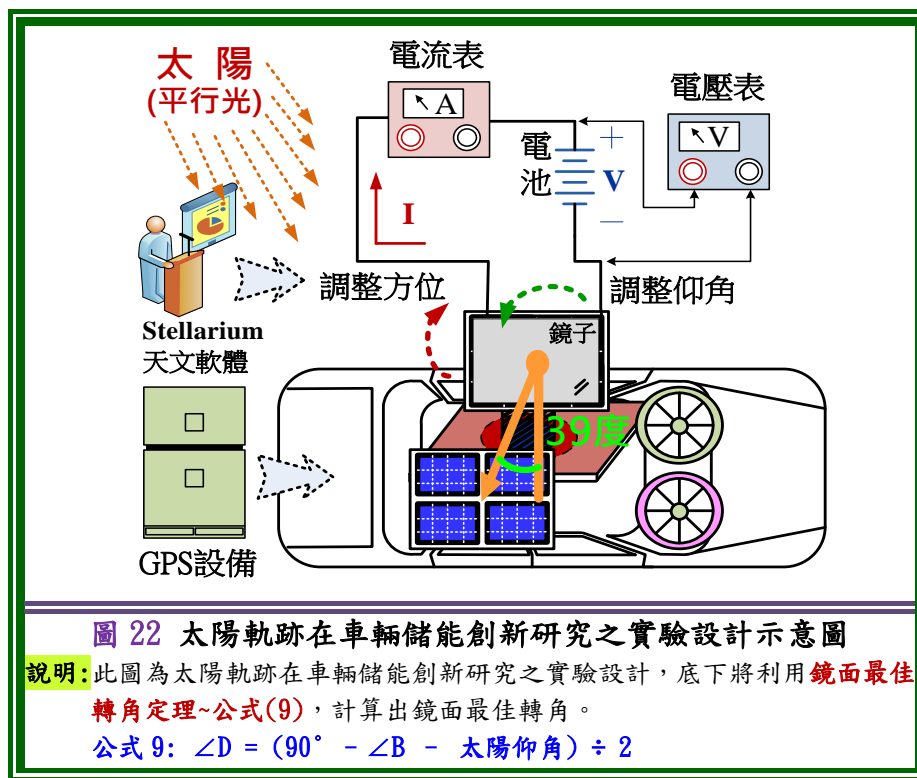 太 陽
(平行光)
電流表
A
電壓表
V
電池
+
V
－
I
調整方位
調整仰角
Stellarium
天文軟體
鏡子
39度
GPS設備
圖 22 太陽軌跡在車輛儲能創新研究之實驗設計示意圖
說明:此圖為太陽軌跡在車輛儲能創新研究之實驗設計，底下將利用鏡面最佳
轉角定理~公式(9)，計算出鏡面最佳轉角。
公式 9: ∠D = (90° - ∠B - 太陽仰角) ÷ 2